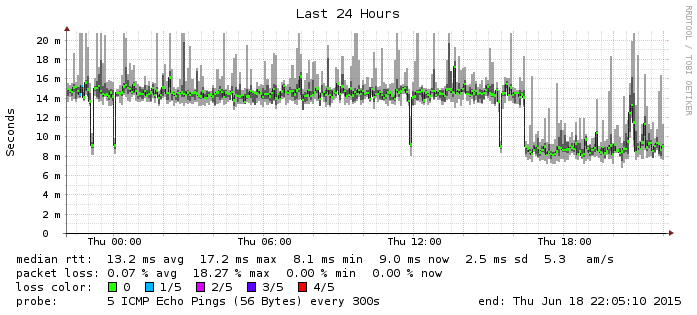 Last 24 Hours
RRDTOOL / TOBI OETIKER
Seconds
20 m
18 m
16 m
14 m
12 m
10 m
8 m
6 m
4 m
2 m
0
Thu 00:00 Thu 06:00 Thu 12:00 Thu 18:00
median rtt: 13.2 ms avg 17.2 ms max 8.1 ms min 9.0 ms now 2.5 ms sd 5.3 am/s
packet loss: 0.07 % avg 18.27 % max 0.00 % min 0.00 % now
loss color: 0 1/5 2/5 3/5 4/5
probe: 5 ICMP Echo Pings (56 Bytes) every 300s end: Thu Jun 18 22:05:10 2015